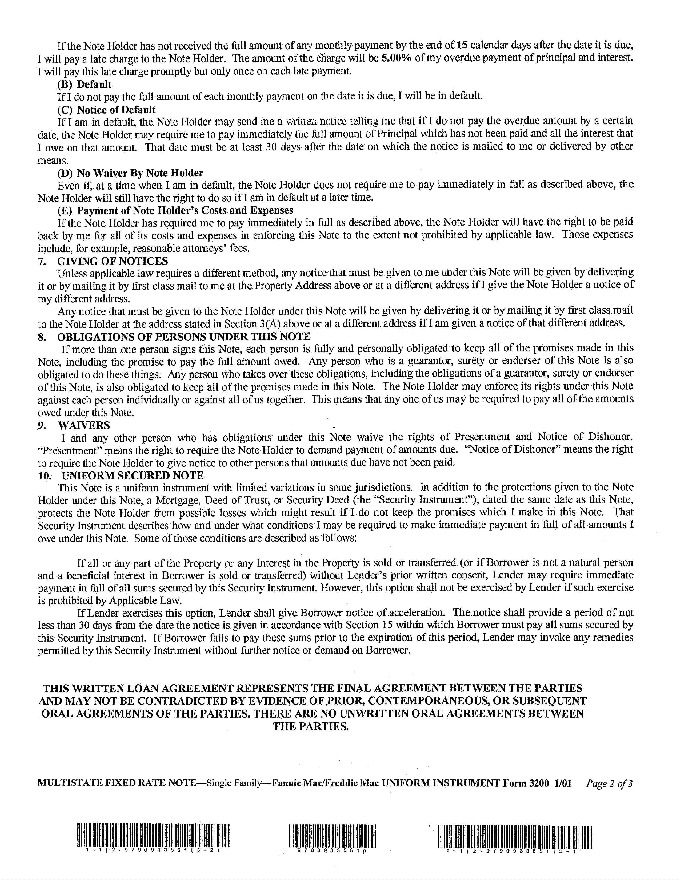 If the Note Holder has not received the full amount of any monthly payment by the end of 15 calendar days after the date it is due,
I will pay a late charge to the Note Holder. The amount of the charge will be 5.00% of my overdue payment of principal and interest.
I will pay this late charge promptly but only once on each late payment.
(B) Default
If I do not pay the full amount of each monthly payment on the date it is due, I will be in default.
(C) Notice of Default
If I am in default, the Note Holder may send me a written notice telling me that if I do not pay the overdue amount by a certain
date, the Note Holder may require me to pay immediately the full amount of Principal which has not been paid and all the interest that
I owe on that amount. That date must be at least 30 days after the date on which the notice is mailed to me or delivered by other
means.
(D) No Waiver By Note Holder
Even if, at a time when I am in default, the Note Holder does not require me to pay immediately in full as described above, the
Note Holder will still have the right to do so if I am in default at a later time.
(E) Payment of Note Holder's Costs and Expenses
If the Note Holder has required me to pay immediately in full as described above, the Note Holder will have the right to be paid
back by me for all of its costs and expenses in enforcing this Note to the extent not prohibited by applicable law. Those expenses
include, for example, reasonable attorneys' fees.
7. GIVING OF NOTICES
Unless applicable law requires a different method, any notice that must be given to me under this Note will be given by delivering
it or by mailing it by first class mail to me at the Property Address above or at a different address if I give the Note Holder a notice of
my different address.
Any notice that must be given to the Note Holder under this Note will be given by delivering it or by mailing it by first class mail
to the Note Holder at the address stated in Section 3(A) above or at a different address if I am given a notice of that different address.
8. OBLIGATIONS OF PERSONS UNDER THIS NOTE
If more than one person signs this Note, each person is fully and personally obligated to keep all of the promises made in this
Note, including the promise to pay the full amount owed. Any person who is a guarantor, surety or endorser of this Note is also
obligated to do these things. Any person who takes over these obligations, including the obligations of a guarantor, surety or endorser
of this Note, is also obligated to keep all of the promises made in this Note. The Note Holder may enforce its rights under this Note
against each person individually or against all of us together. This means that any one of us may be required to pay all of the amounts
owed under this Note.
9. WAIVERS
I and any other person who has obligations under this Note waive the rights of Presentment and Notice of Dishonor.
"Presentment" means the right to require the Note Holder to demand payment of amounts due. "Notice of Dishonor" means the right
to require the Note Holder to give notice to other persons that amounts due have not been paid.
10. UNIFORM SECURED NOTE
This Note is a uniform instrument with limited variations in some jurisdictions. In addition to the protections given to the Note
Holder under this Note, a Mortgage, Deed of Trust, or Security Deed (the "Security Instrument"), dated the same date as this Note,
protects the Note Holder from possible losses which might result if I do not keep the promises which I make in this Note. That
Security Instrument describes how and under what conditions I may be required to make immediate payment in full of all amounts I
owe under this Note. Some of those conditions are described as follows:
If all or any part of the Property or any Interest in the Property is sold or transferred (or if Borrower is not a natural person
and a beneficial interest in Borrower is sold or transferred) without Lender's prior written consent, Lender may require immediate
payment in full of all sums secured by this Security Instrument. However, this option shall not be exercised by Lender if such exercise
is prohibited by Applicable Law.
If Lender exercises this option, Lender shall give Borrower notice of acceleration. The notice shall provide a period of not
less than 30 days from the date the notice is given in accordance with Section 15 within which Borrower must pay all sums secured by
this Security Instrument. If Borrower fails to pay these sums prior to the expiration of this period, Lender may invoke any remedies
permitted by this Security Instrument without further notice or demand on Borrower.
THIS WRITTEN LOAN AGREEMENT REPRESENTS THE FINAL AGREEMENT BETWEEN THE PARTIES
AND MAY NOT BE CONTRADICTED BY EVIDENCE OF PRIOR, CONTEMPORANEOUS, OR SUBSEQUENT
ORAL AGREEMENTS OF THE PARTIES. THERE ARE NO UNWRITTEN ORAL AGREEMENTS BETWEEN
THE PARTIES.
MULTISTATE FIXED RATE NOTE—Single Family—Fannie Mae/Freddie Mac UNIFORM INSTRUMENT Form 3200 1/01 Page 2 of 3